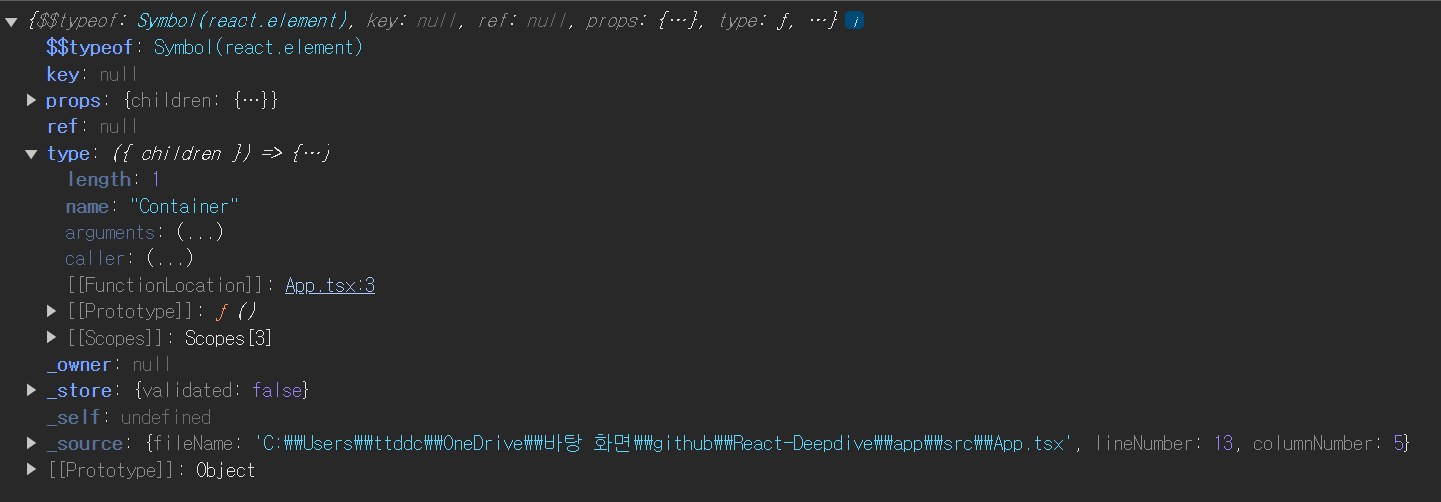 ▼ {$$typeof: Symbol(react.element), key: null, ref: null, props: {…}, type: ƒ, …} i
$$typeof: Symbol(react.element)
key: null
▶ props: {children: {…}}
ref: null
▼ type: ({ children }) => {…}
length: 1
name: "Container"
arguments: (...)
caller: (...)
[[FunctionLocation]]: App.tsx:3
▶ [[Prototype]]: ƒ ()
▶ [[Scopes]]: Scopes[3]
_owner: null
▶ _store: {validated: false}
_self: undefined
▶ _source: {fileName: 'C:₩₩Users₩₩ttddc₩₩OneDrive₩₩바탕 화면₩₩github₩₩React-Deepdive₩₩app₩₩src₩₩App.tsx', lineNumber: 13, columnNumber: 5}
▶ [[Prototype]]: Object